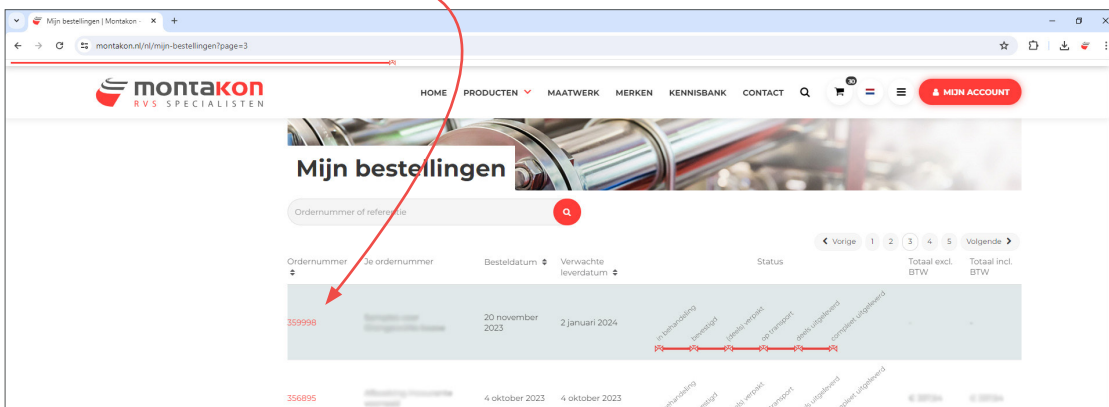 Mijn bestellingen | Montakon -
montakon.nl/nl/mijn-bestellingen?page=3
montakon
RVS SPECIALISTEN
HOME PRODUCTEN MAATWERK MERKEN KENNISBANK CONTACT 30 MIJN ACCOUNT
Mijn bestellingen
Ordernummer of referentie
Vorige 1 2 3 4 5 Volgende
Ordernummer Je ordernummer Besteldatum Verwachte leverdatum Status Totaal excl. BTW Totaal incl. BTW
359998 20 november 2023 2 januari 2024 in behandeling bevestigd (deels) verpakt op transport deels uitgeleverd compleet uitgeleverd - -
356895 4 oktober 2023 4 oktober 2023